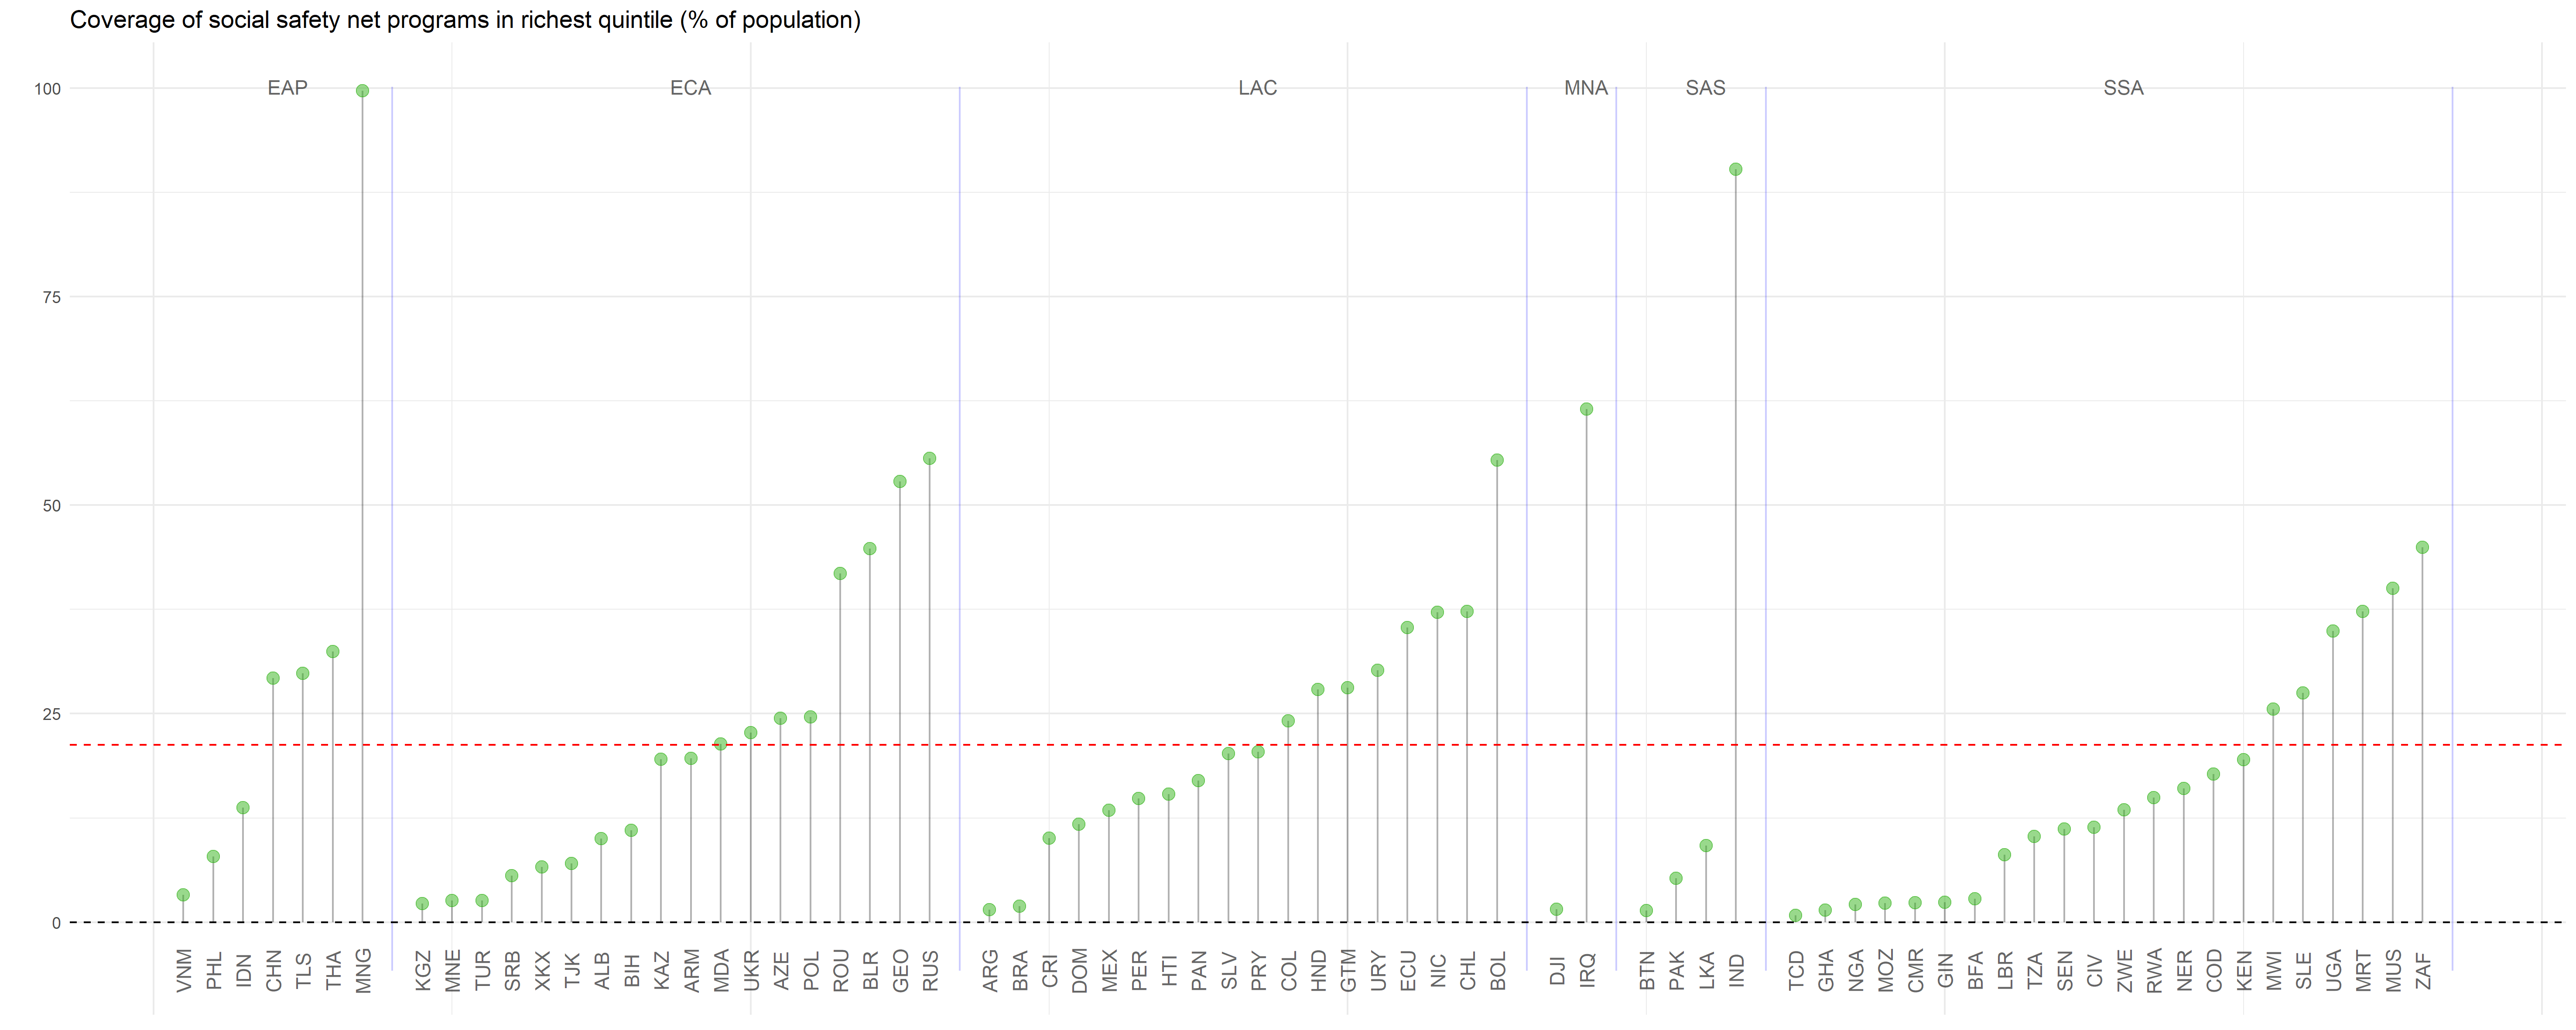 Coverage of social safety net programs in richest quintile (% of population)
EAP ECA LAC MNA SAS SSA
100
75
50
25
0
VNM PHL IDN CHN TLS THA MNG KGZ MNE TUR SRB XKX TJK ALB BIH KAZ ARM MDA UKR AZE POL ROU BLR GEO RUS ARG BRA CRI DOM MEX PER HTI PAN SLV PRY COL HND GTM URY ECU NIC CHL BOL DJI IRQ BTN PAK LKA IND TCD GHA NGA MOZ CMR GIN BFA LBR TZA SEN CIV ZWE RWA NER COD KEN MWI SLE UGA MRT MUS ZAF